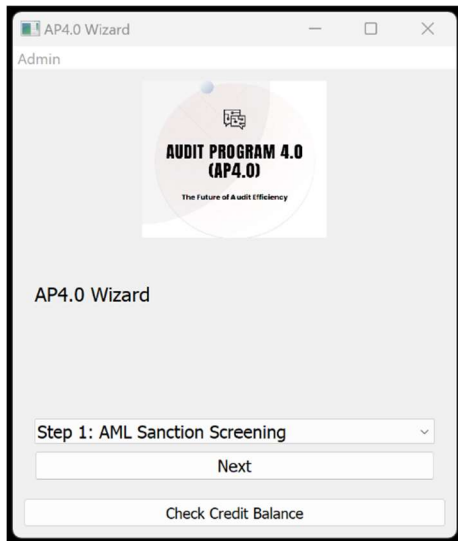 AP4.0 Wizard
Admin
AUDIT PROGRAM 4.0
(AP4.0)
The Future of Audit Efficiency
AP4.0 Wizard
Step 1: AML Sanction Screening
Next
Check Credit Balance